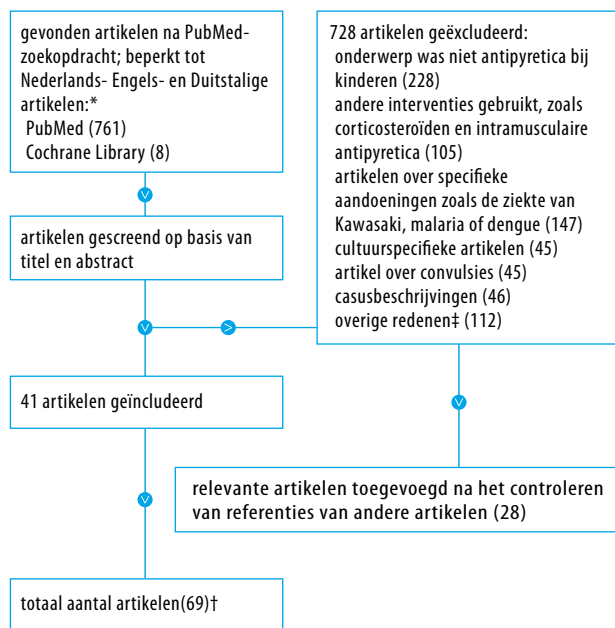 gevonden artikelen na PubMed-
zoekopdracht; beperkt tot
Nederlands- Engels- en Duitstalige
artikelen:*
PubMed (761)
Cochrane Library (8)
artikelen gescreend op basis van
titel en abstract
728 artikelen geëxcludeerd:
onderwerp was niet antipyretica bij
kinderen (228)
andere interventies gebruikt, zoals
corticosteroïden en intramusculaire
antipyretica (105)
artikelen over specifieke
aandoeningen zoals de ziekte van
Kawasaki, malaria of dengue (147)
cultuurspecifieke artikelen (45)
artikel over convulsies (45)
casusbeschrijvingen (46)
overige redenen‡ (112)
41 artikelen geïncludeerd
relevante artikelen toegevoegd na het controleren
van referenties van andere artikelen (28)
totaal aantal artikelen(69)†